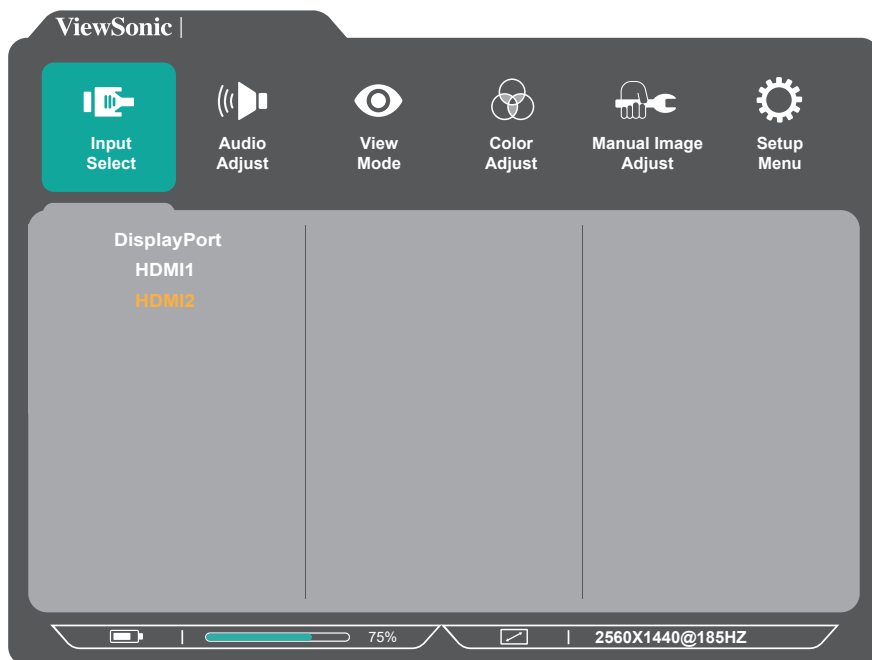 ViewSonic
Input Select
Audio Adjust
View Mode
Color Adjust
Manual Image Adjust
Setup Menu
DisplayPort
HDMI1
HDMI2
75%
2560X1440@185HZ